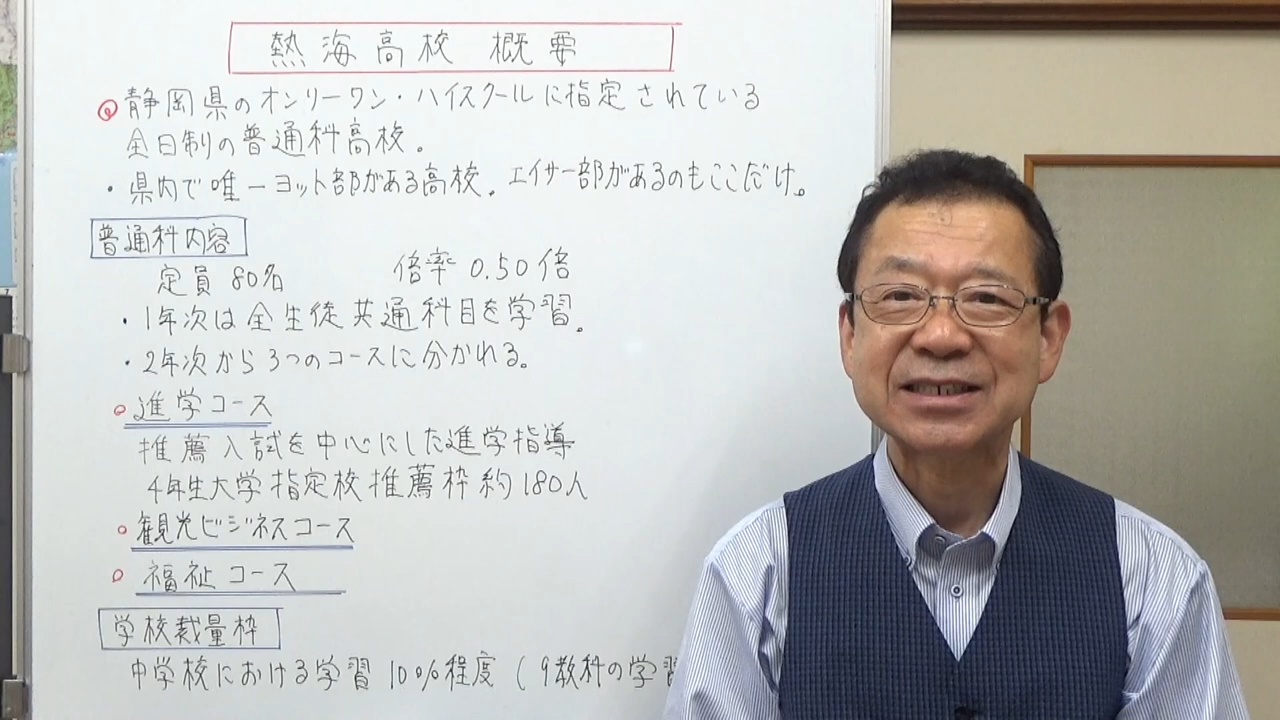 熱海高校 概要
◎ 静岡県のオンリーワン・ハイスクールに指定されている
全日制の普通科高校。
・県内で唯一ヨット部がある高校。エイサー部があるのもここだけ。
普通科内容
定員 80名 倍率 0.50倍
・1年次は全生徒共通科目を学習。
・2年次から3つのコースに分かれる。
○ 進学コース
推薦入試を中心にした進学指導
4年生大学指定校推薦枠約180人
○ 観光ビジネスコース
○ 福祉コース
学校裁量枠
中学校における学習 10%程度 (9教科の学習